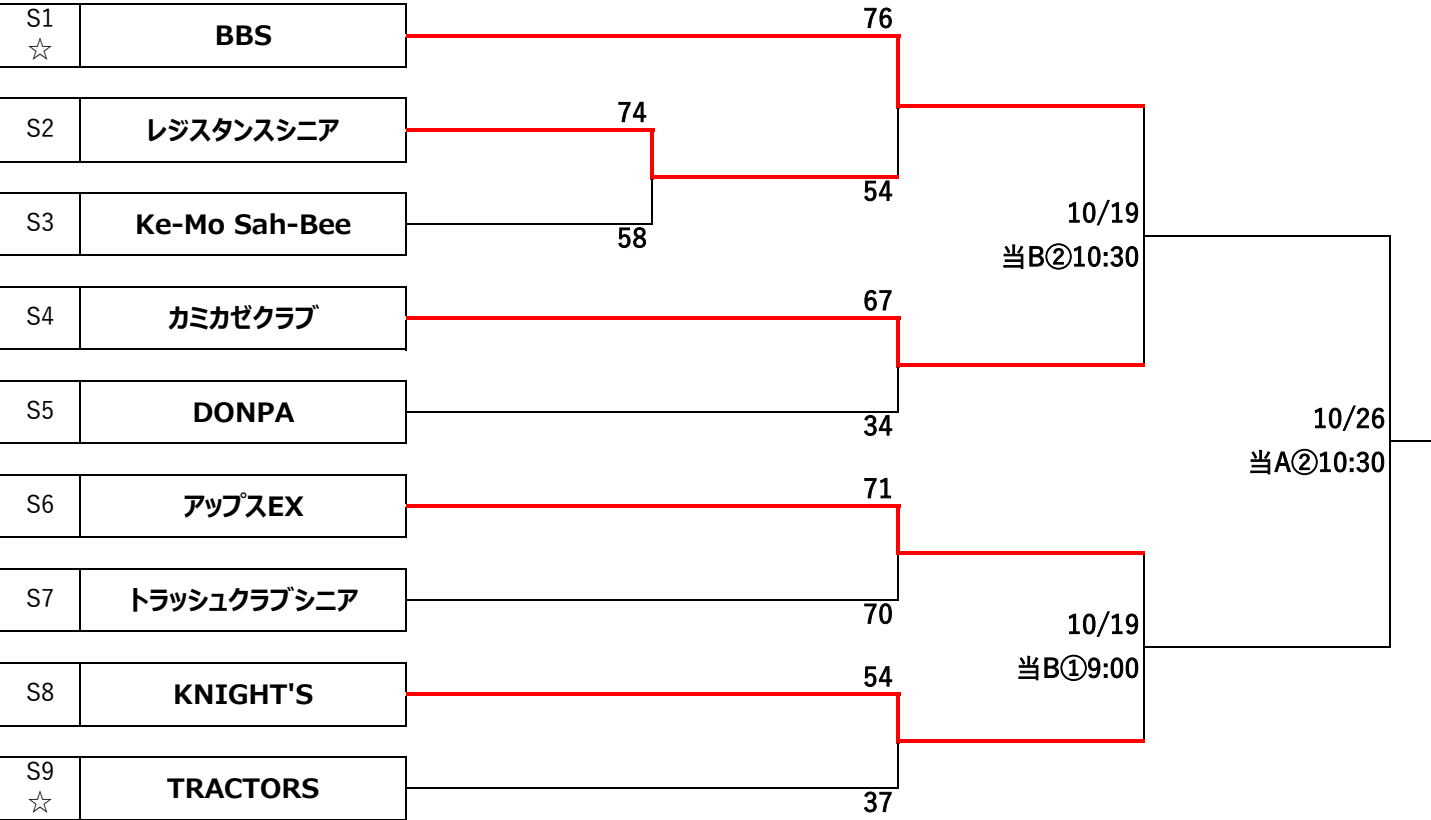 S1
☆
BBS
76
S2
レジスタンスシニア
74
54
S3
Ke-Mo Sah-Bee
58
10/19
当B②10:30
S4
カミカゼクラブ
67
S5
DONPA
34
10/26
当A②10:30
S6
アップスEX
71
S7
トラッシュクラブシニア
70
10/19
当B①9:00
S8
KNIGHT'S
54
S9
☆
TRACTORS
37